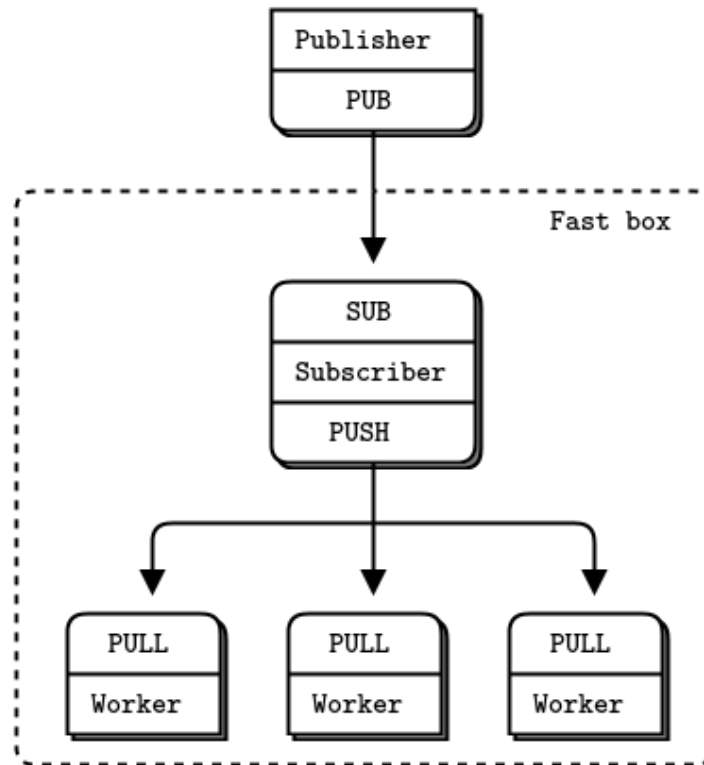 Publisher
PUB
Fast box
SUB
Subscriber
PUSH
PULL PULL PULL
Worker Worker Worker